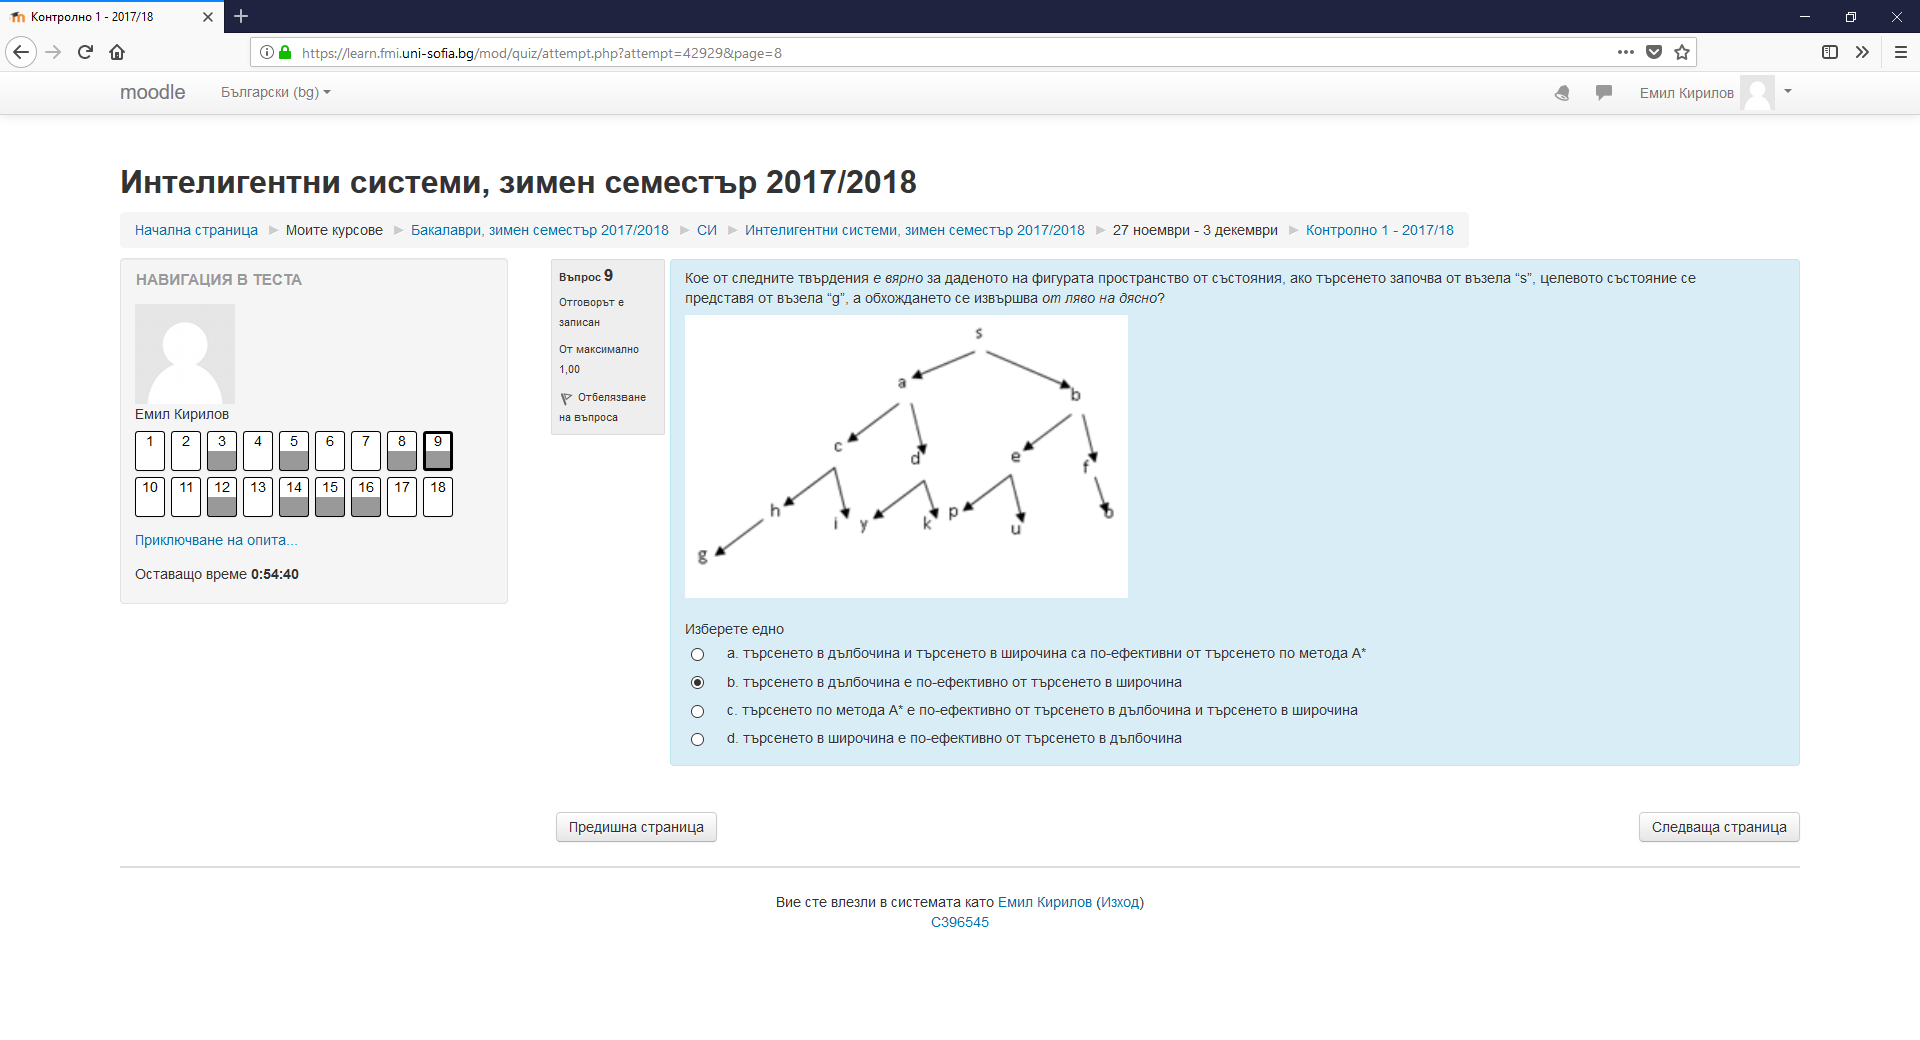 Контролно 1 - 2017/18
https://learn.fmi.uni-sofia.bg/mod/quiz/attempt.php?attempt=42929&page=8
moodle
Български (bg)
Емил Кирилов
Интелигентни системи, зимен семестър 2017/2018
Начална страница ► Моите курсове ► Бакалаври, зимен семестър 2017/2018 ► СИ ► Интелигентни системи, зимен семестър 2017/2018 ► 27 ноември - 3 декември ► Контролно 1 - 2017/18
НАВИГАЦИЯ В ТЕСТА
Емил Кирилов
1 2 3 4 5 6 7 8 9
10 11 12 13 14 15 16 17 18
Приключване на опита...
Оставащо време 0:54:40
Въпрос 9
Отговорът е
записан
От максимално
1,00
Отбелязване
на въпроса
Кое от следните твърдения е вярно за даденото на фигурата пространство от състояния, ако търсенето започва от възела “s”, целевото състояние се
представя от възела “g”, а обхождането се извършва от ляво на дясно?
s
a
b
c
d
e
f
h
i
y
k
p
u
o
g
Изберете едно
a. търсенето в дълбочина и търсенето в широчина са по-ефективни от търсенето по метода A*
b. търсенето в дълбочина е по-ефективно от търсенето в широчина
c. търсенето по метода A* е по-ефективно от търсенето в дълбочина и търсенето в широчина
d. търсенето в широчина е по-ефективно от търсенето в дълбочина
Предишна страница
Следваща страница
Вие сте влезли в системата като Емил Кирилов (Изход)
C396545